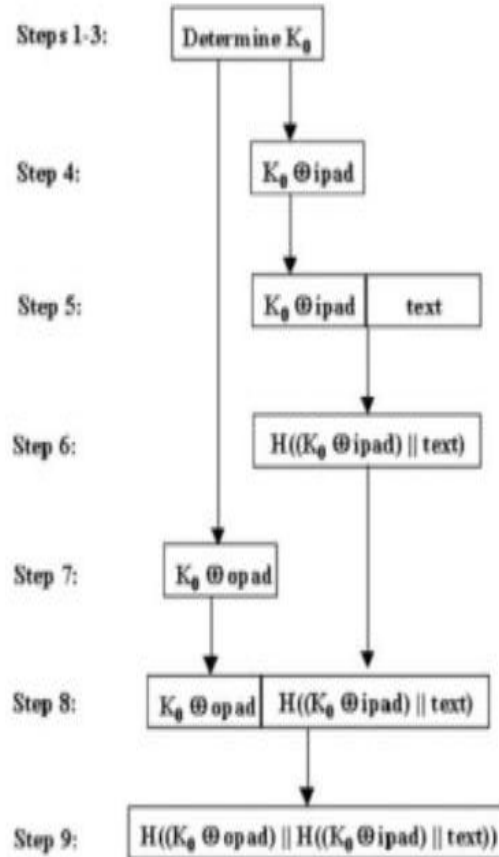 Steps 1-3: Determine K₀
Step 4: K₀ ⊕ ipad
Step 5: K₀ ⊕ ipad text
Step 6: H((K₀ ⊕ ipad) || text)
Step 7: K₀ ⊕ opad
Step 8: K₀ ⊕ opad H((K₀ ⊕ ipad) || text)
Step 9: H((K₀ ⊕ opad) || H((K₀ ⊕ ipad) || text))